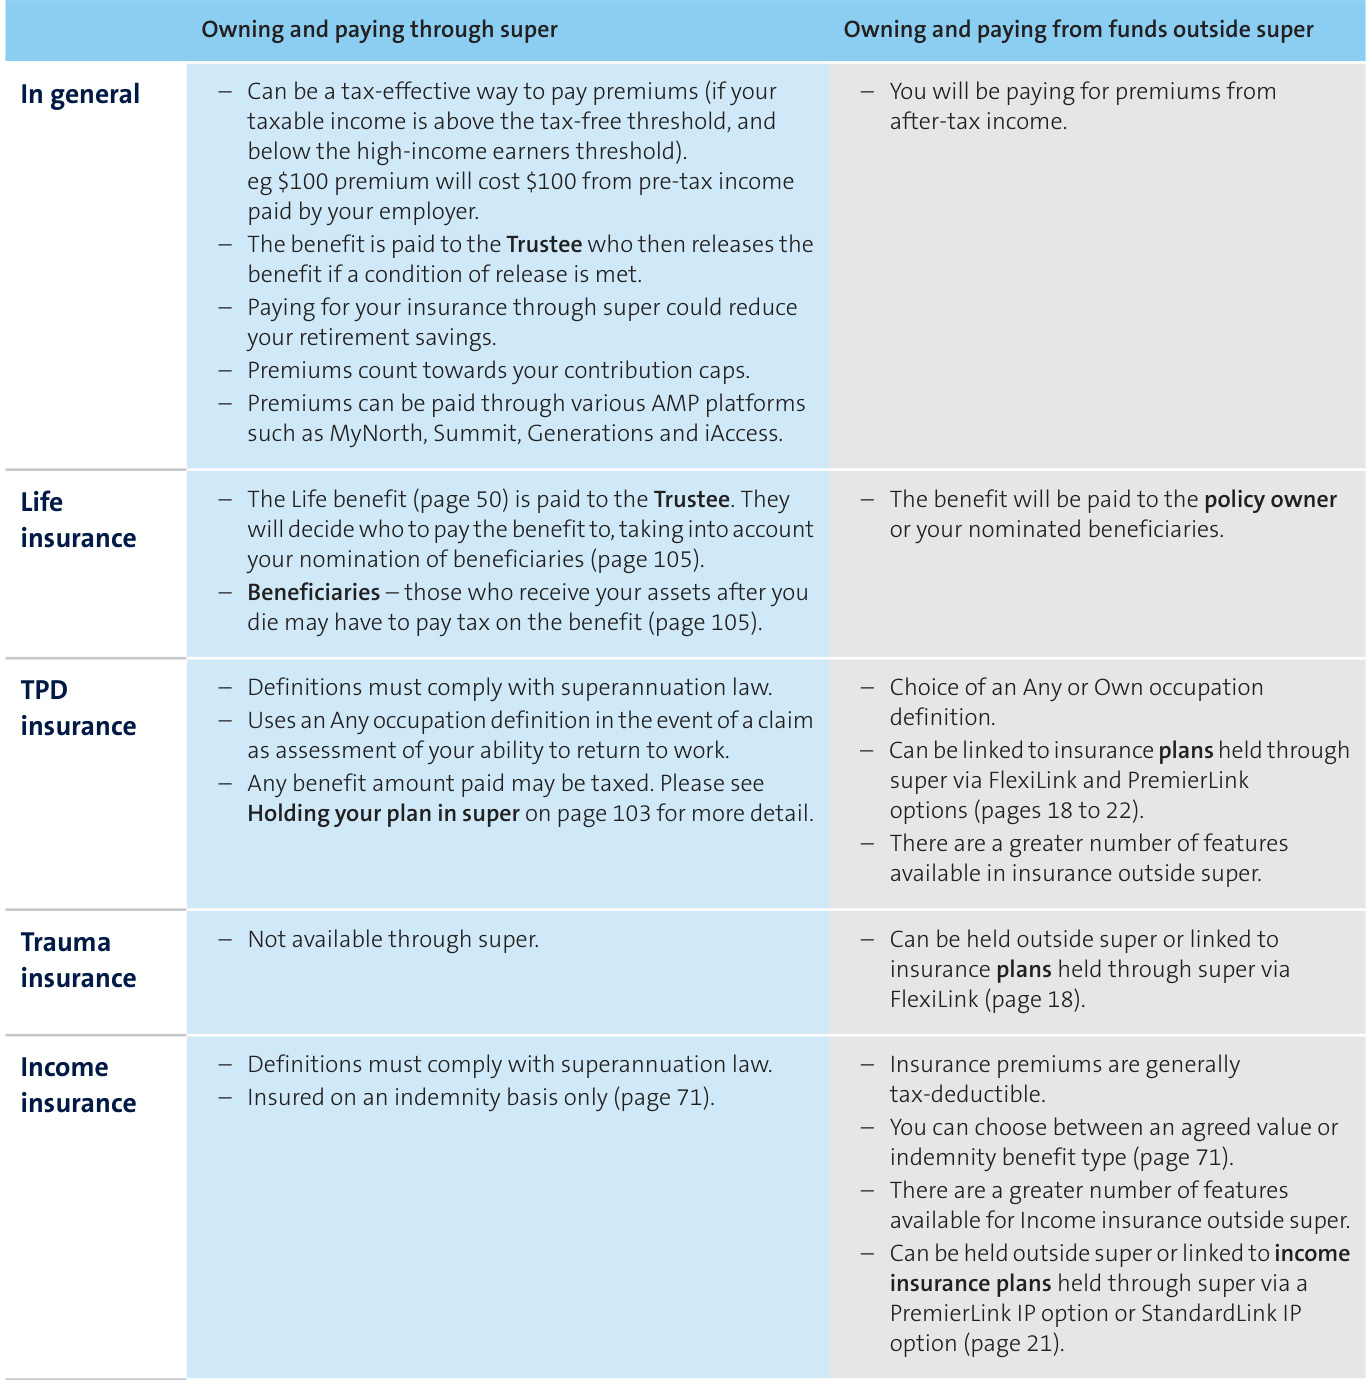 Owning and paying through super
Owning and paying from funds outside super
In general
– Can be a tax-effective way to pay premiums (if your
taxable income is above the tax-free threshold, and
below the high-income earners threshold).
eg $100 premium will cost $100 from pre-tax income
paid by your employer.
– The benefit is paid to the Trustee who then releases the
benefit if a condition of release is met.
– Paying for your insurance through super could reduce
your retirement savings.
– Premiums count towards your contribution caps.
– Premiums can be paid through various AMP platforms
such as MyNorth, Summit, Generations and iAccess.
– You will be paying for premiums from
after-tax income.
Life
insurance
– The Life benefit (page 50) is paid to the Trustee. They
will decide who to pay the benefit to, taking into account
your nomination of beneficiaries (page 105).
– Beneficiaries – those who receive your assets after you
die may have to pay tax on the benefit (page 105).
– The benefit will be paid to the policy owner
or your nominated beneficiaries.
TPD
insurance
– Definitions must comply with superannuation law.
– Uses an Any occupation definition in the event of a claim
as assessment of your ability to return to work.
– Any benefit amount paid may be taxed. Please see
Holding your plan in super on page 103 for more detail.
– Choice of an Any or Own occupation
definition.
– Can be linked to insurance plans held through
super via FlexiLink and PremierLink
options (pages 18 to 22).
– There are a greater number of features
available in insurance outside super.
Trauma
insurance
– Not available through super.
– Can be held outside super or linked to
insurance plans held through super via
FlexiLink (page 18).
Income
insurance
– Definitions must comply with superannuation law.
– Insured on an indemnity basis only (page 71).
– Insurance premiums are generally
tax-deductible.
– You can choose between an agreed value or
indemnity benefit type (page 71).
– There are a greater number of features
available for Income insurance outside super.
– Can be held outside super or linked to income
insurance plans held through super via a
PremierLink IP option or StandardLink IP
option (page 21).